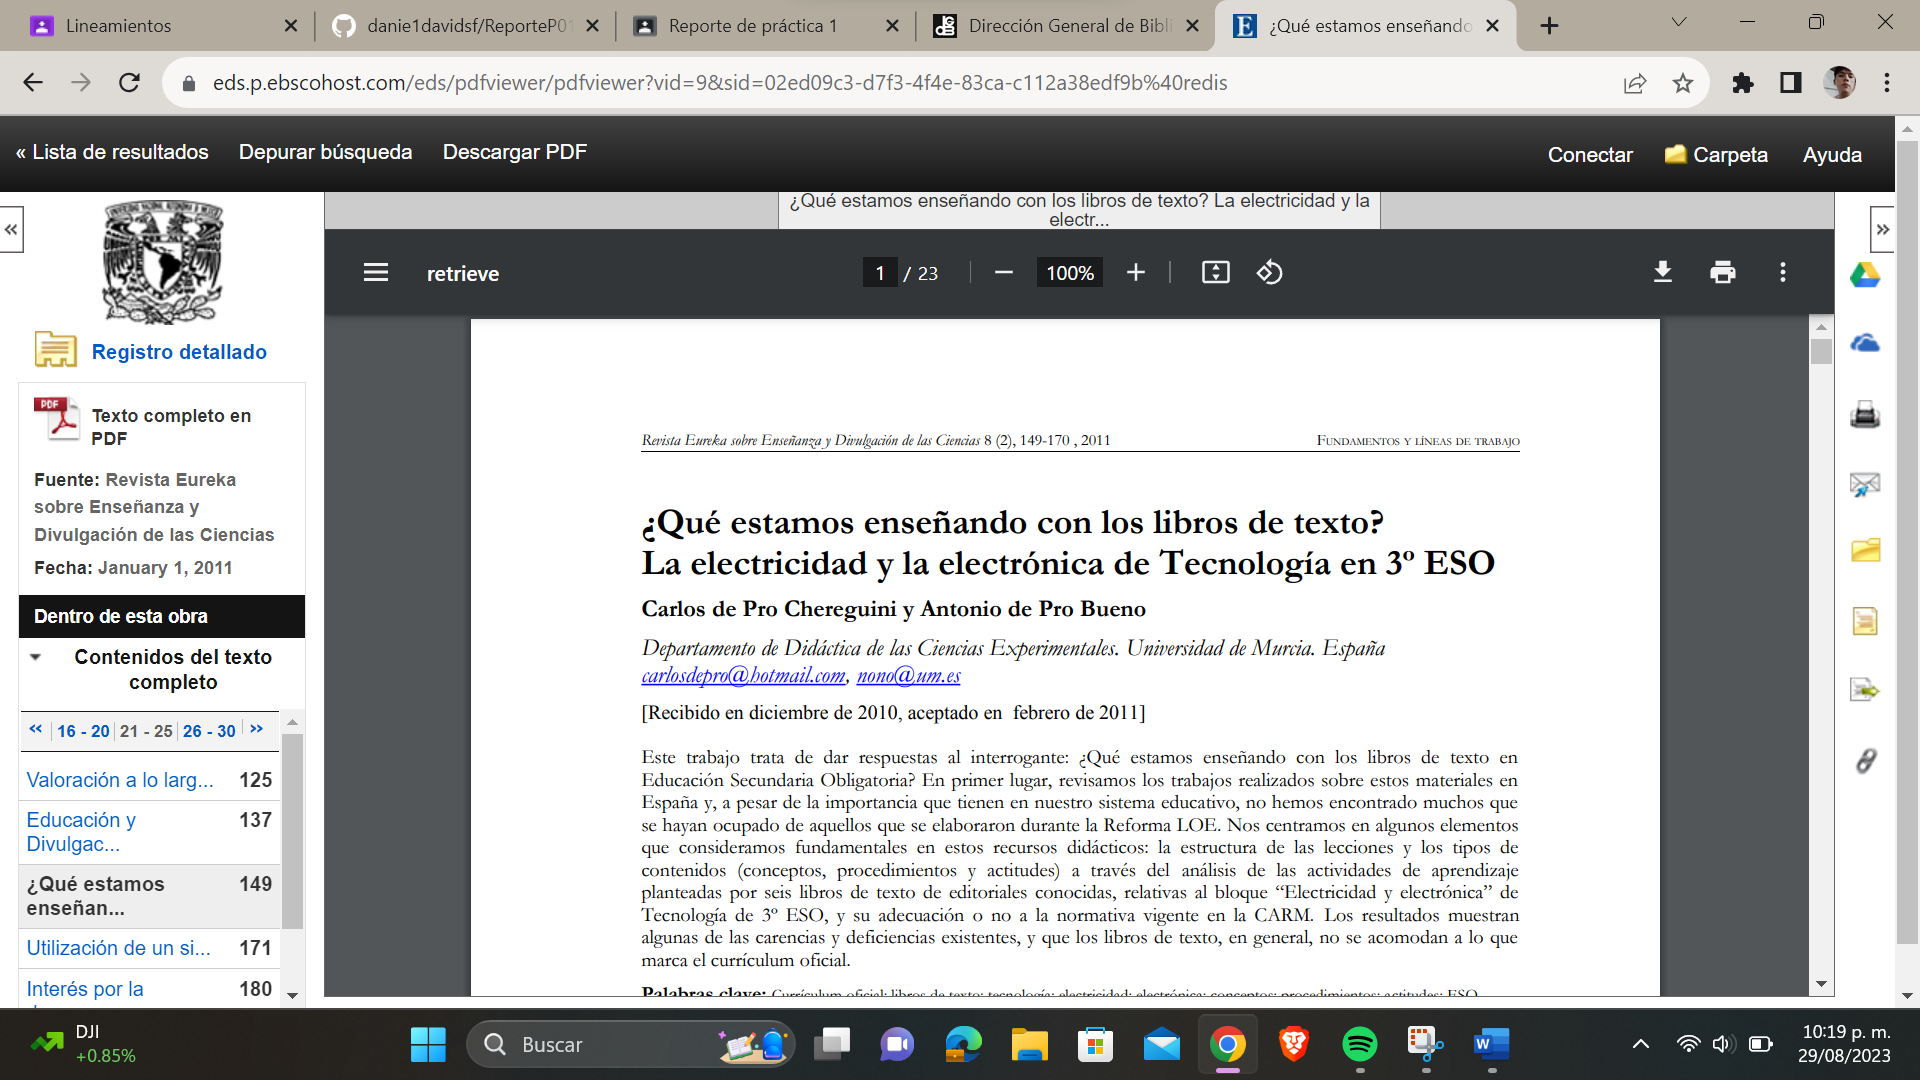 Lineamientos
danie1davidsf/ReporteP01
Reporte de práctica 1
Dirección General de Bibli
¿Qué estamos enseñando
eds.p.ebscohost.com/eds/pdfviewer/pdfviewer?vid=9&sid=02ed09c3-d7f3-4f4e-83ca-c112a38edf9b%40redis
« Lista de resultados Depurar búsqueda Descargar PDF
Conectar Carpeta Ayuda
¿Qué estamos enseñando con los libros de texto? La electricidad y la
electr...
retrieve
1 / 23
100%
Registro detallado
PDF
Texto completo en
PDF
Fuente: Revista Eureka
sobre Enseñanza y
Divulgación de las Ciencias
Fecha: January 1, 2011
Dentro de esta obra
Contenidos del texto
completo
« 16 - 20 21 - 25 26 - 30 »
Valoración a lo larg... 125
Educación y 137
Divulgac...
¿Qué estamos 149
enseñan...
Utilización de un si... 171
Interés por la 180
Revista Eureka sobre Enseñanza y Divulgación de las Ciencias 8 (2), 149-170 , 2011
FUNDAMENTOS Y LÍNEAS DE TRABAJO
¿Qué estamos enseñando con los libros de texto?
La electricidad y la electrónica de Tecnología en 3º ESO
Carlos de Pro Chereguini y Antonio de Pro Bueno
Departamento de Didáctica de las Ciencias Experimentales. Universidad de Murcia. España
carlosdepro@hotmail.com, nono@um.es
[Recibido en diciembre de 2010, aceptado en  febrero de 2011]
Este trabajo trata de dar respuestas al interrogante: ¿Qué estamos enseñando con los libros de texto en
Educación Secundaria Obligatoria? En primer lugar, revisamos los trabajos realizados sobre estos materiales en
España y, a pesar de la importancia que tienen en nuestro sistema educativo, no hemos encontrado muchos que
se hayan ocupado de aquellos que se elaboraron durante la Reforma LOE. Nos centramos en algunos elementos
que consideramos fundamentales en estos recursos didácticos: la estructura de las lecciones y los tipos de
contenidos (conceptos, procedimientos y actitudes) a través del análisis de las actividades de aprendizaje
planteadas por seis libros de texto de editoriales conocidas, relativas al bloque “Electricidad y electrónica” de
Tecnología de 3º ESO, y su adecuación o no a la normativa vigente en la CARM. Los resultados muestran
algunas de las carencias y deficiencias existentes, y que los libros de texto, en general, no se acomodan a lo que
marca el currículum oficial.
Palabras clave: Currículum oficial; libros de texto; tecnología; electricidad; electrónica; conceptos; procedimientos; actitudes; ESO
DJI
+0.85%
Buscar
10:19 p. m.
29/08/2023